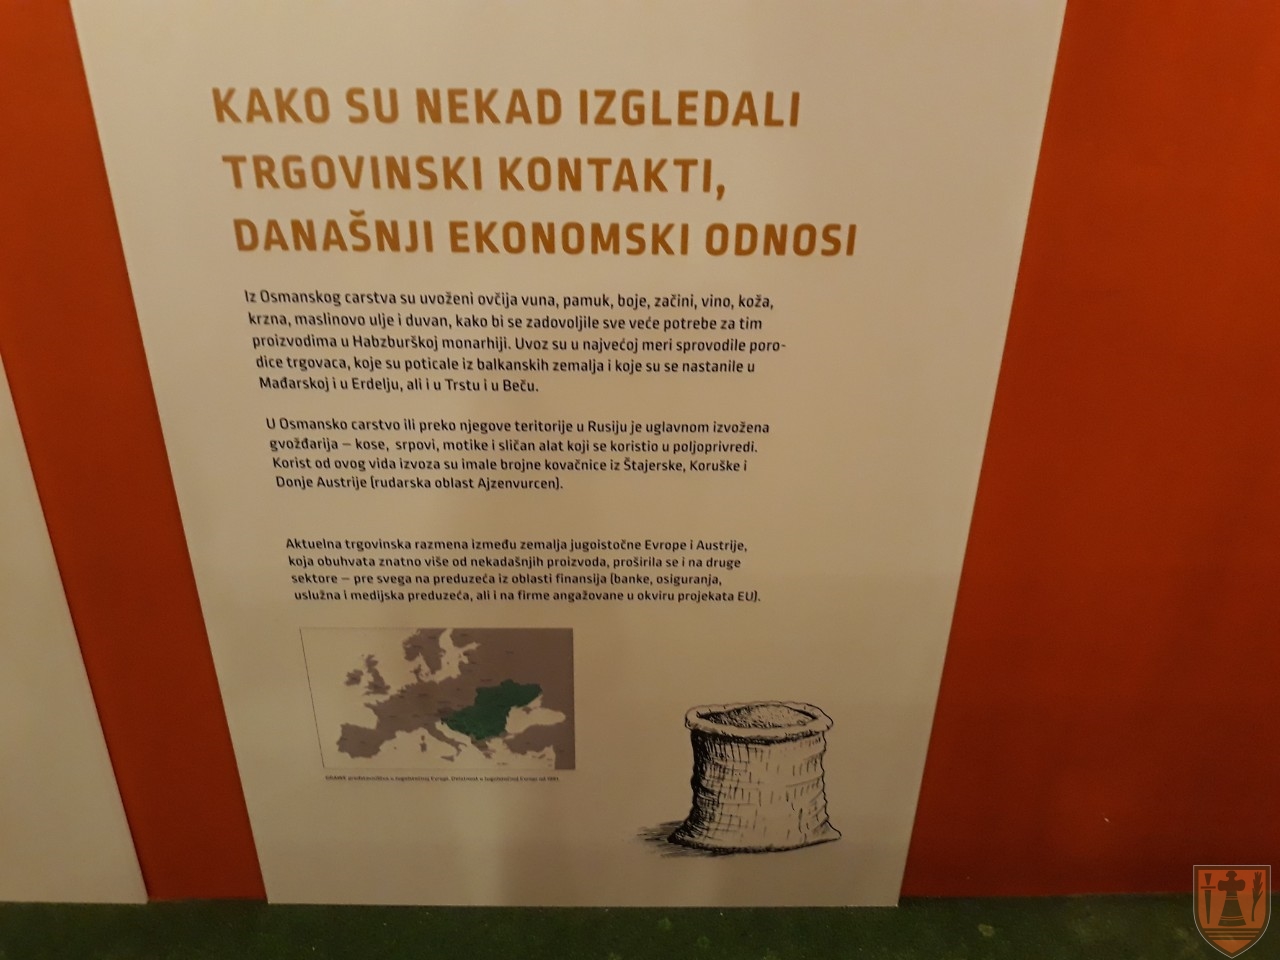 KAKO SU NEKAD IZGLEDALI
TRGOVINSKI KONTAKTI,
DANAŠNJI EKONOMSKI ODNOSI
Iz Osmanskog carstva su uvoženi ovčija vuna, pamuk, boje, začini, vino, koža,
krzna, maslinovo ulje i duvan, kako bi se zadovoljile sve veće potrebe za tim
proizvodima u Habzburškoj monarhiji. Uvoz su u najvećoj meri sprovodile poro-
dice trgovaca, koje su poticale iz balkanskih zemalja i koje su se nastanile u
Mađarskoj i u Erdelju, ali i u Trstu i u Beču.
U Osmansko carstvo ili preko njegove teritorije u Rusiju je uglavnom izvožena
gvožđarija – kose, srpovi, motike i sličan alat koji se koristio u poljoprivredi.
Korist od ovog vida izvoza su imale brojne kovačnice iz Štajerske, Koruške i
Donje Austrije (rudarska oblast Ajzenvurcen).
Aktuelna trgovinska razmena između zemalja jugoistočne Evrope i Austrije,
koja obuhvata znatno više od nekadašnjih proizvoda, proširila se i na druge
sektore – pre svega na preduzeća iz oblasti finansija (banke, osiguranja,
uslužna i medijska preduzeća, ali i na firme angažovane u okviru projekata EU).